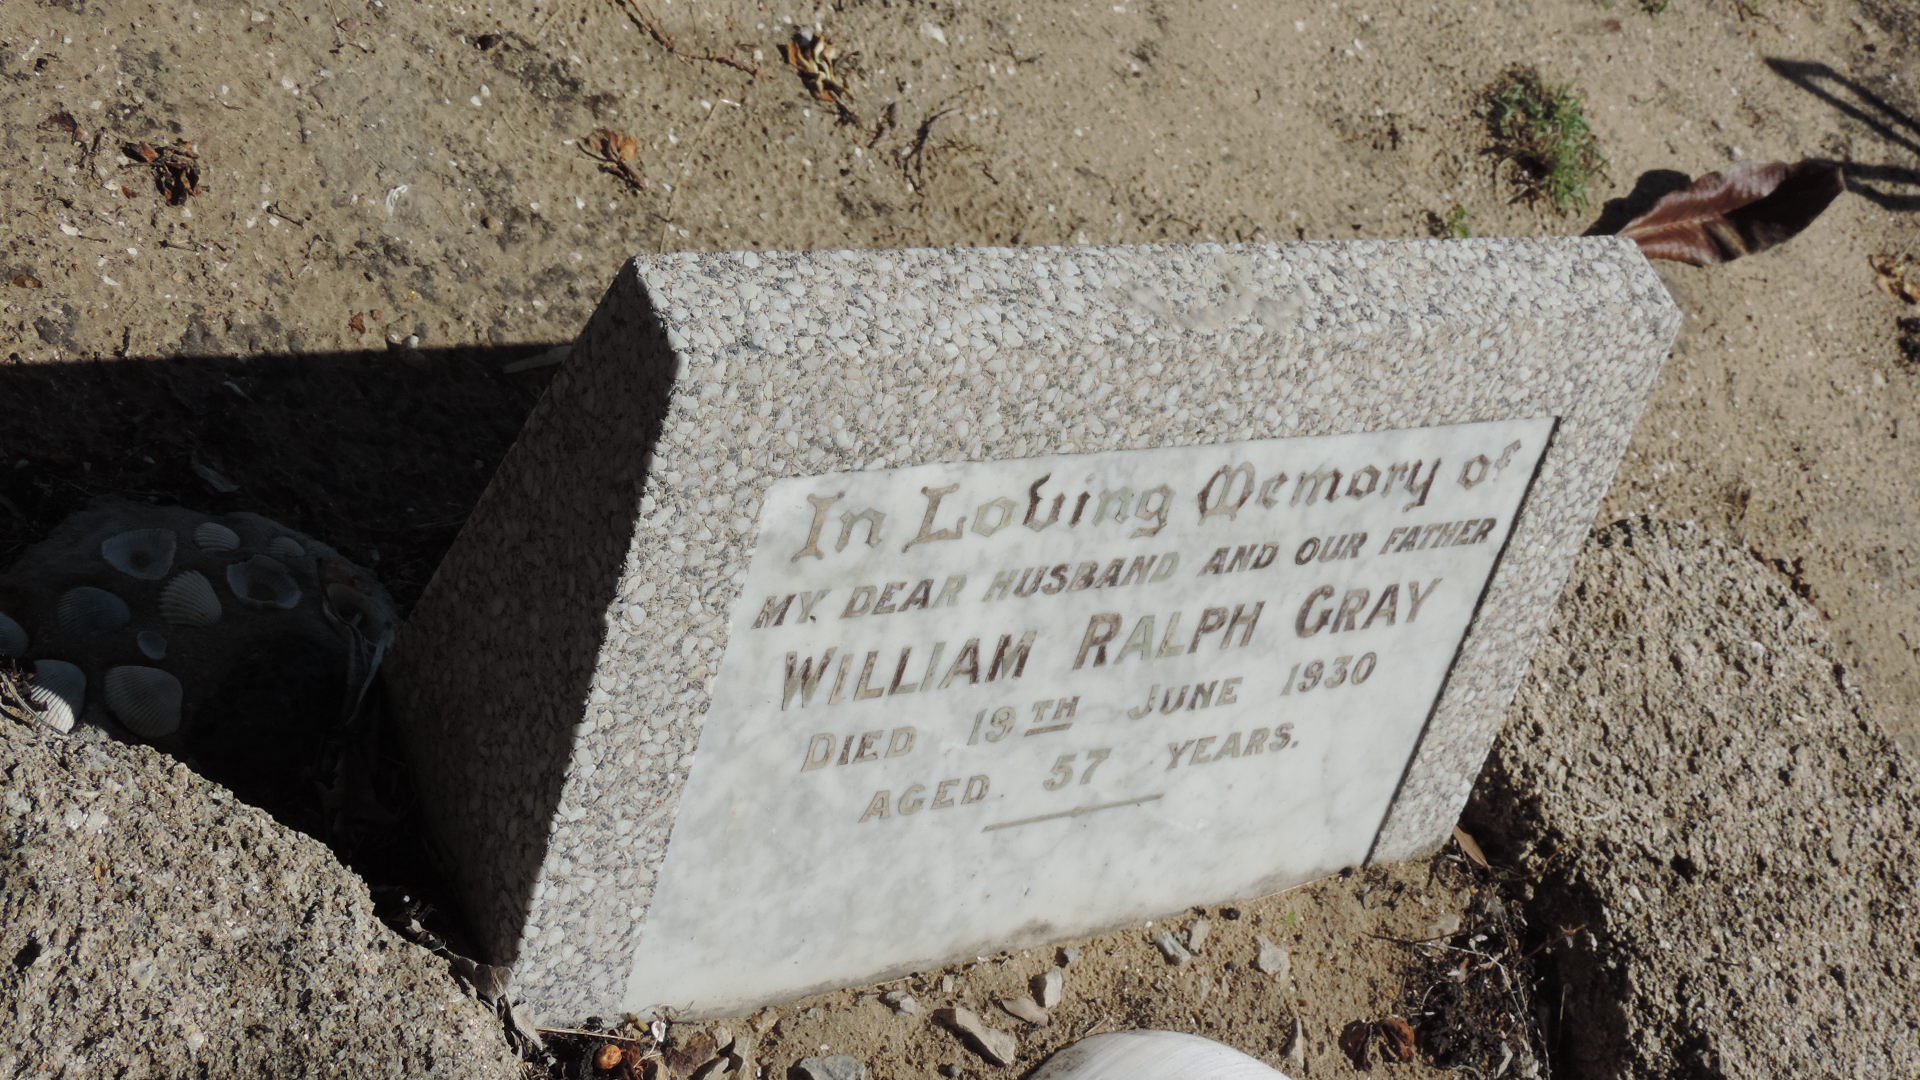 In Loving Memory of
MY DEAR HUSBAND AND OUR FATHER
WILLIAM RALPH GRAY
DIED 19TH JUNE 1930
AGED 57 YEARS.